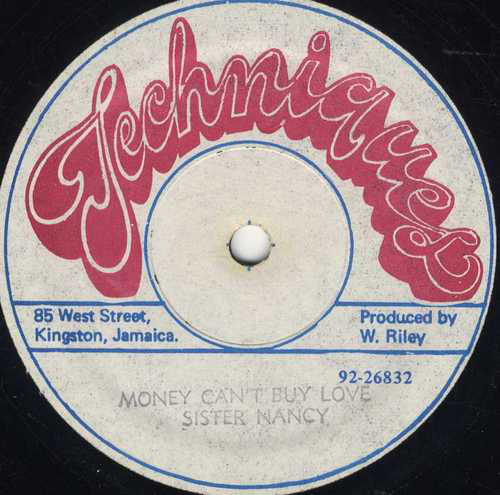 Techniques
85 West Street,
Kingston, Jamaica.
Produced by
W. Riley
92-26832
MONEY CAN'T BUY LOVE
SISTER NANCY